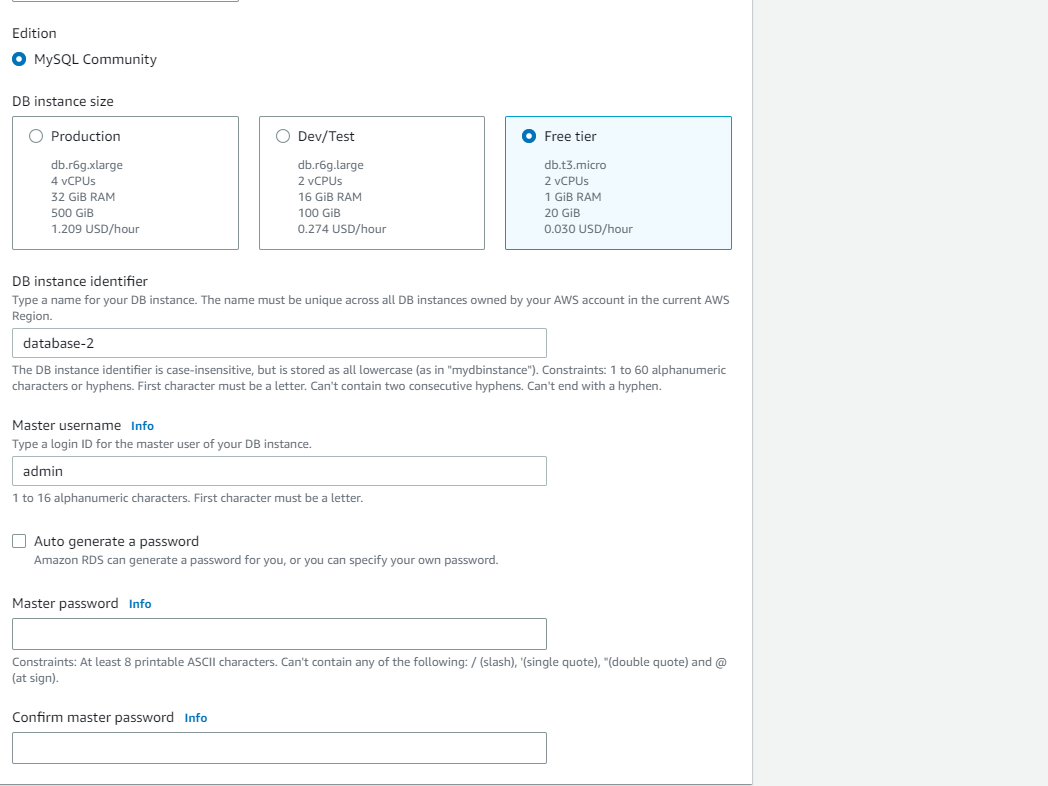 Edition
MySQL Community
DB instance size
Production
db.r6g.xlarge
4 vCPUs
32 GiB RAM
500 GiB
1.209 USD/hour
Dev/Test
db.r6g.large
2 vCPUs
16 GiB RAM
100 GiB
0.274 USD/hour
Free tier
db.t3.micro
2 vCPUs
1 GiB RAM
20 GiB
0.030 USD/hour
DB instance identifier
Type a name for your DB instance. The name must be unique across all DB instances owned by your AWS account in the current AWS
Region.
database-2
The DB instance identifier is case-insensitive, but is stored as all lowercase (as in "mydbinstance"). Constraints: 1 to 60 alphanumeric
characters or hyphens. First character must be a letter. Can't contain two consecutive hyphens. Can't end with a hyphen.
Master username Info
Type a login ID for the master user of your DB instance.
admin
1 to 16 alphanumeric characters. First character must be a letter.
Auto generate a password
Amazon RDS can generate a password for you, or you can specify your own password.
Master password Info
Constraints: At least 8 printable ASCII characters. Can't contain any of the following: / (slash), '(single quote), "(double quote) and @
(at sign).
Confirm master password Info